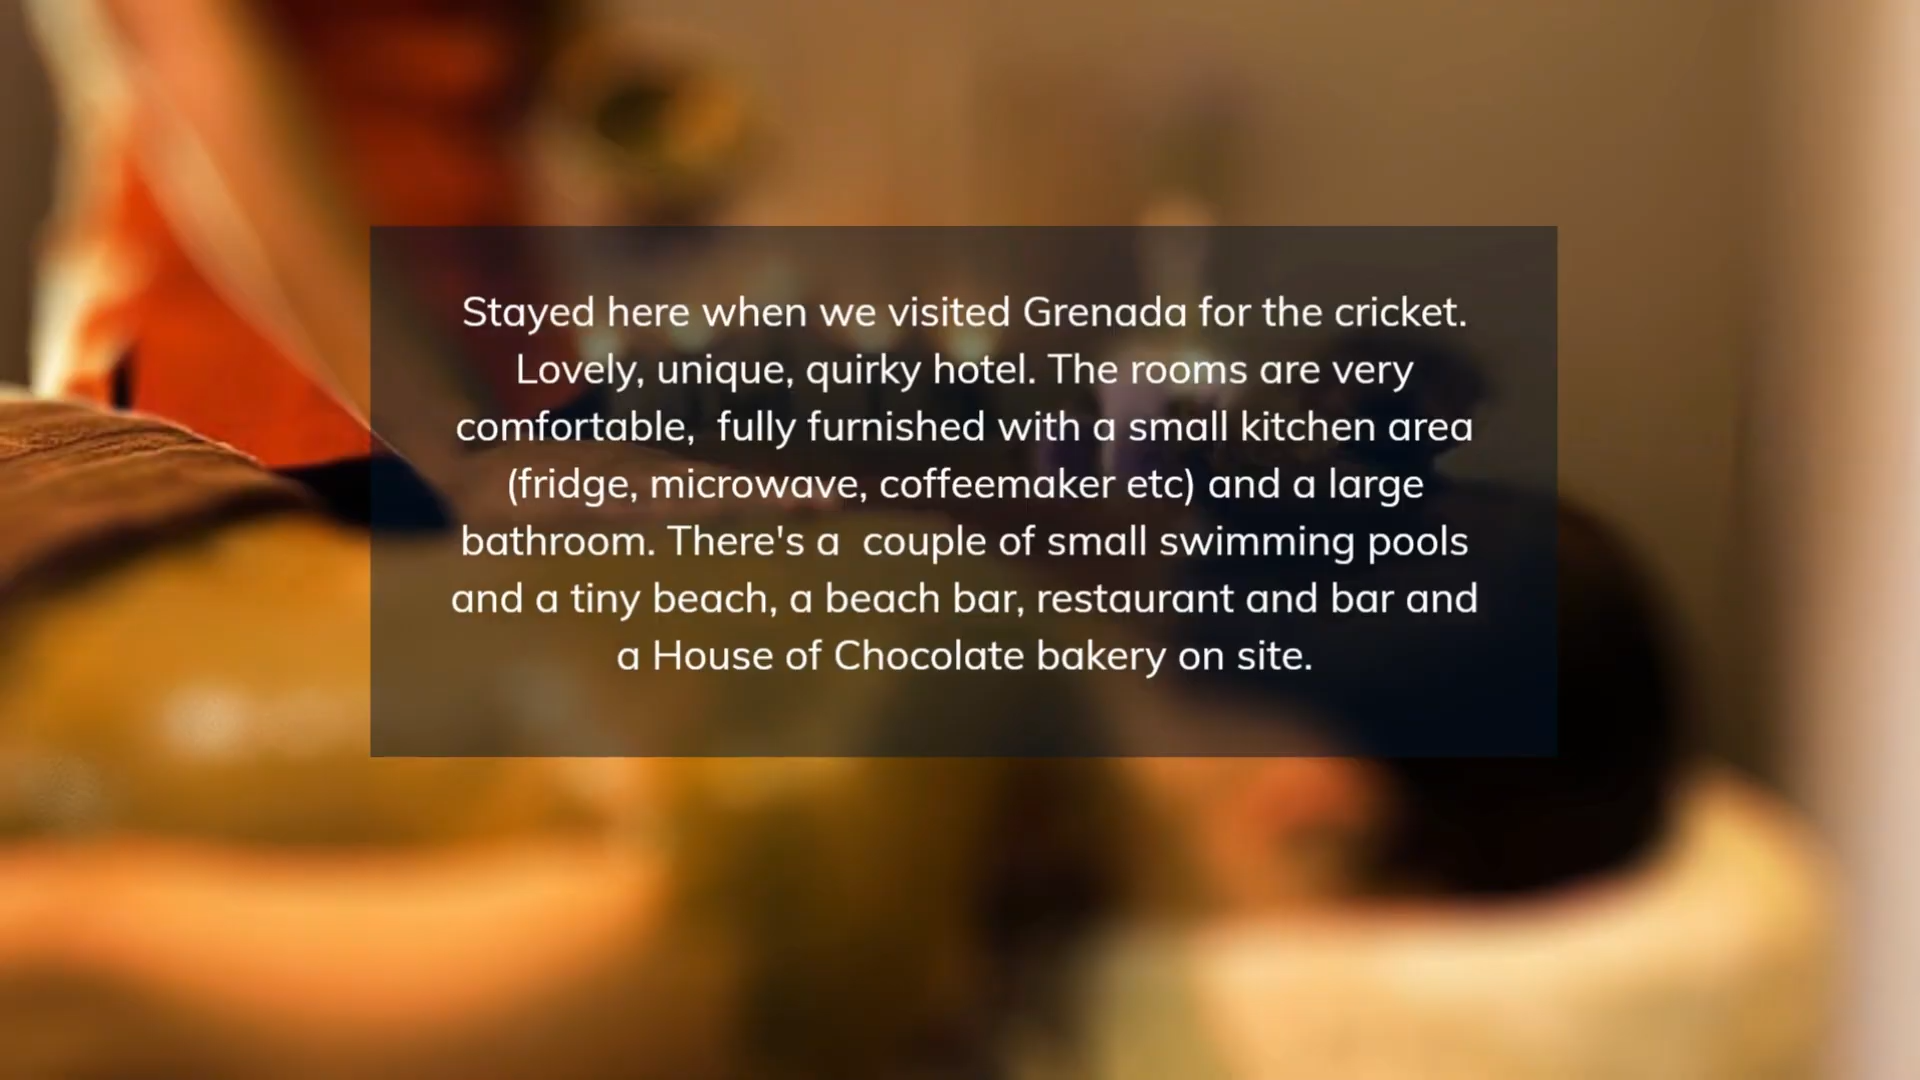 Stayed here when we visited Grenada for the cricket.
Lovely, unique, quirky hotel. The rooms are very
comfortable,  fully furnished with a small kitchen area
(fridge, microwave, coffeemaker etc) and a large
bathroom. There's a  couple of small swimming pools
and a tiny beach, a beach bar, restaurant and bar and
a House of Chocolate bakery on site.